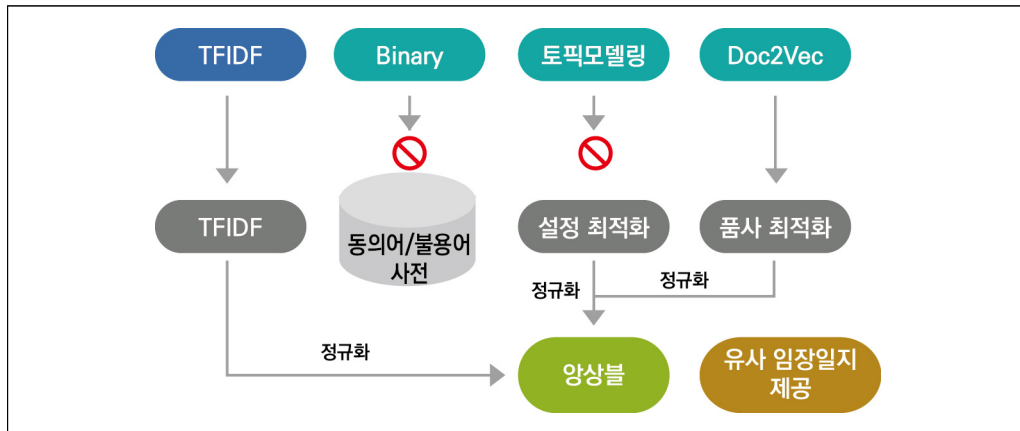 TFIDF
Binary
토픽모델링
Doc2Vec
TFIDF
동의어/불용어
사전
설정 최적화
품사 최적화
정규화
정규화
정규화
앙상블
유사 임장일지
제공